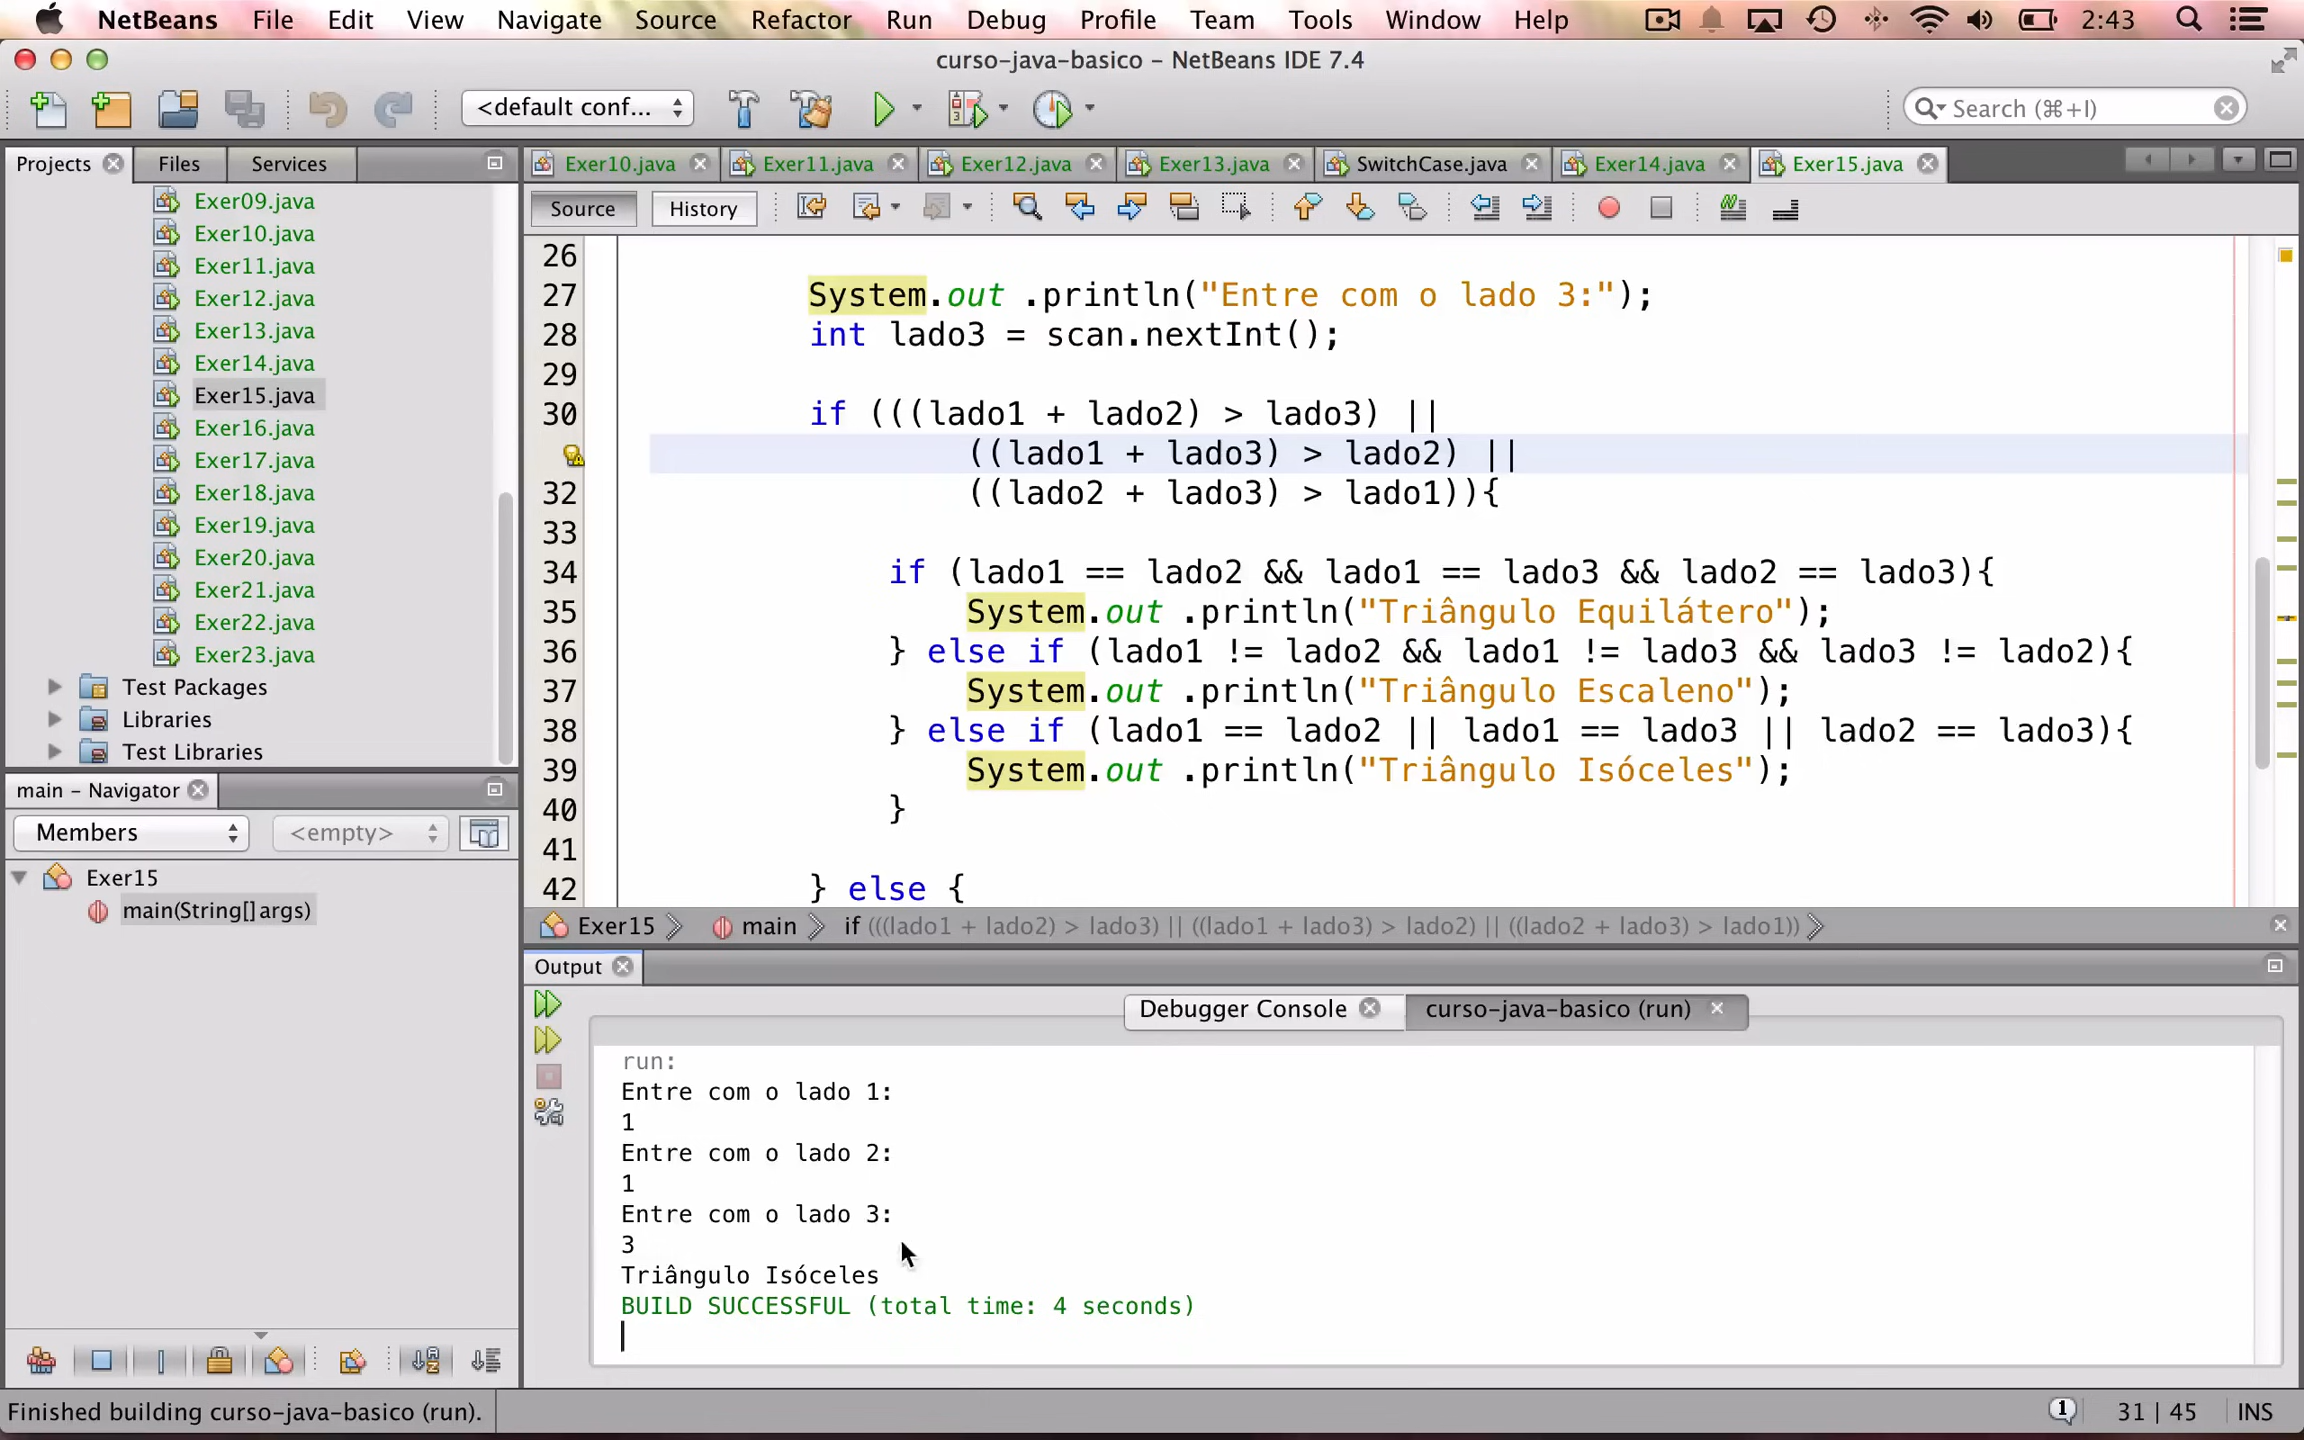 NetBeans File Edit View Navigate Source Refactor Run Debug Profile Team Tools Window Help 2:43
curso-java-basico – NetBeans IDE 7.4
<default conf... Search (⌘+I)
Projects Files Services
Exer09.java
Exer10.java
Exer11.java
Exer12.java
Exer13.java
Exer14.java
Exer15.java
Exer16.java
Exer17.java
Exer18.java
Exer19.java
Exer20.java
Exer21.java
Exer22.java
Exer23.java
Test Packages
Libraries
Test Libraries
main – Navigator
Members <empty>
Exer15
main(String[] args)
Exer10.java Exer11.java Exer12.java Exer13.java SwitchCase.java Exer14.java Exer15.java
Source History
26
27 System.out .println("Entre com o lado 3:");
28 int lado3 = scan.nextInt();
29
30 if (((lado1 + lado2) > lado3) ||
((lado1 + lado3) > lado2) ||
32 ((lado2 + lado3) > lado1)){
33
34 if (lado1 == lado2 && lado1 == lado3 && lado2 == lado3){
35 System.out .println("Triângulo Equilátero");
36 } else if (lado1 != lado2 && lado1 != lado3 && lado3 != lado2){
37 System.out .println("Triângulo Escaleno");
38 } else if (lado1 == lado2 || lado1 == lado3 || lado2 == lado3){
39 System.out .println("Triângulo Isóceles");
40 }
41
42 } else {
Exer15 main if (((lado1 + lado2) > lado3) || ((lado1 + lado3) > lado2) || ((lado2 + lado3) > lado1))
Output
Debugger Console curso-java-basico (run)
run:
Entre com o lado 1:
1
Entre com o lado 2:
1
Entre com o lado 3:
3
Triângulo Isóceles
BUILD SUCCESSFUL (total time: 4 seconds)
Finished building curso-java-basico (run). 1 31 | 45 INS